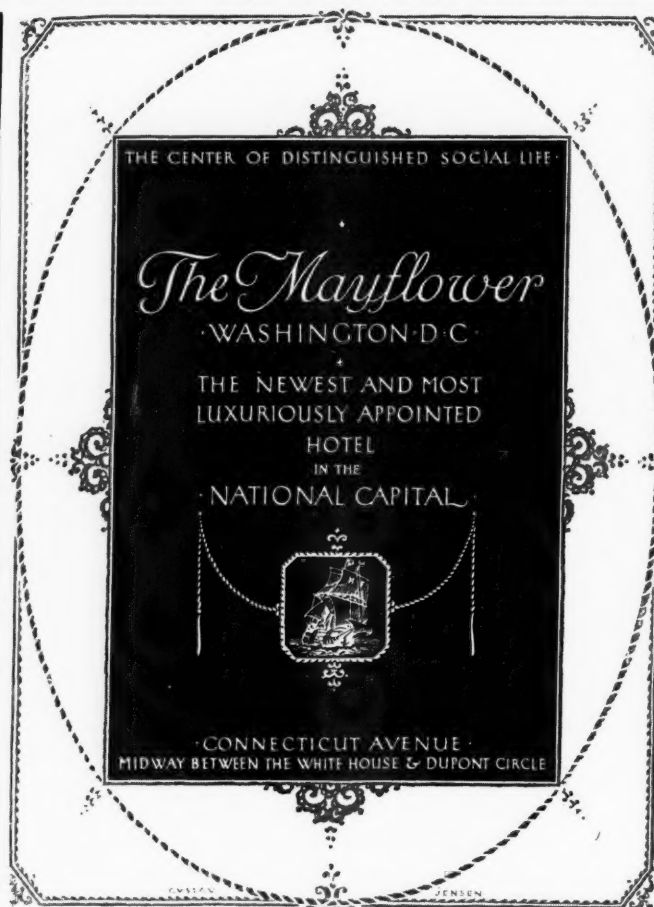 THE CENTER OF DISTINGUISHED SOCIAL LIFE·
The Mayflower
·WASHINGTON·D·C·
THE NEWEST AND MOST
LUXURIOUSLY APPOINTED
HOTEL
IN THE
·NATIONAL CAPITAL·
·CONNECTICUT AVENUE·
MIDWAY BETWEEN THE WHITE HOUSE & DUPONT CIRCLE
JENSEN